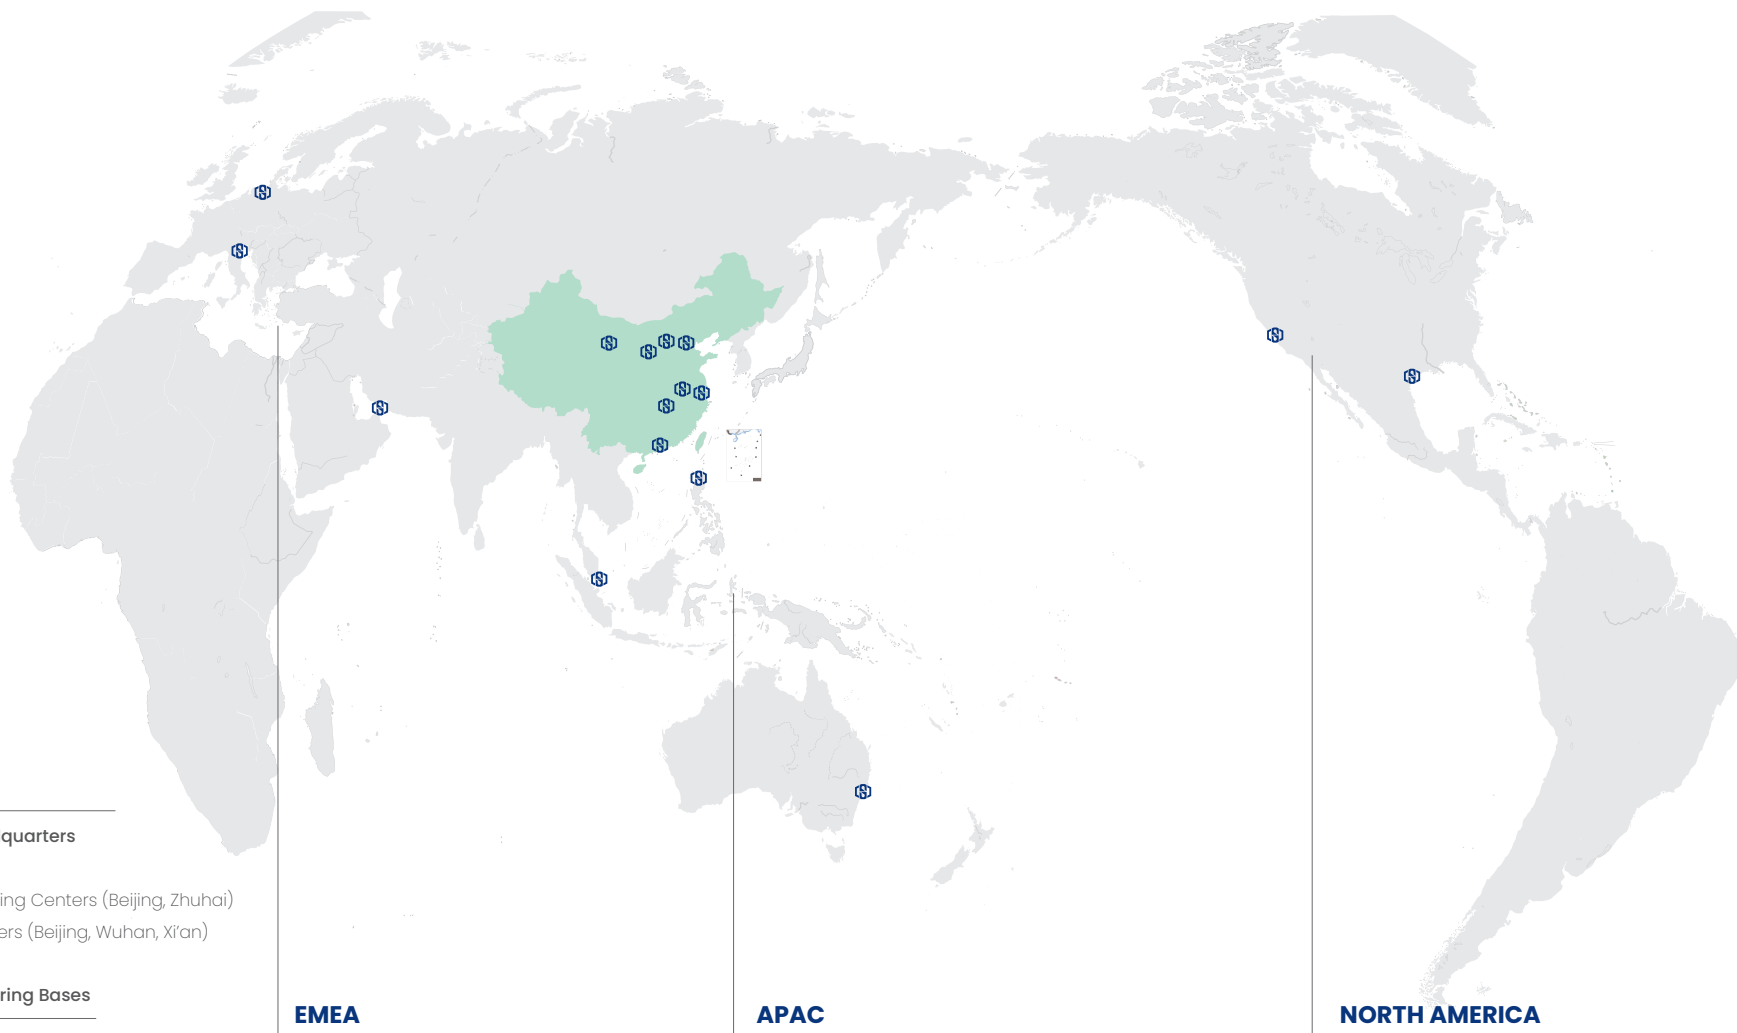 quarters
ing Centers (Beijing, Zhuhai)
ers (Beijing, Wuhan, Xi'an)
ring Bases
EMEA
APAC
NORTH AMERICA